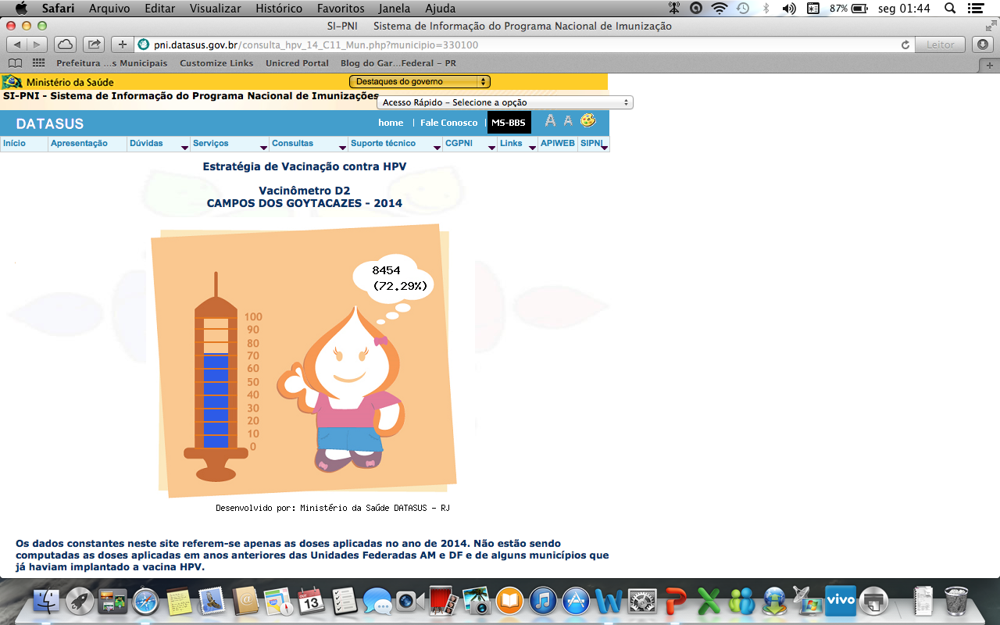 Safari Arquivo Editar Visualizar Histórico Favoritos Janela Ajuda 87% seg 01:44
SI-PNI Sistema de Informação do Programa Nacional de Imunização
pni.datasus.gov.br/consulta_hpv_14_C11_Mun.php?municipio=330100 Leitor
Prefeitura ...s Municipais Customize Links Unicred Portal Blog do Gar...Federal - PR
Ministério da Saúde Destaques do governo
SI-PNI - Sistema de Informação do Programa Nacional de Imunizações
Acesso Rápido - Selecione a opção
DATASUS home | Fale Conosco | MS-BBS A A
Início Apresentação Dúvidas Serviços Consultas Suporte técnico CGPNI Links APIWEB SIPNI
Estratégia de Vacinação contra HPV
Vacinômetro D2
CAMPOS DOS GOYTACAZES - 2014
8454
(72.29%)
100
90
80
70
60
50
40
30
20
10
0
Desenvolvido por: Ministério da Saúde DATASUS - RJ
Os dados constantes neste site referem-se apenas as doses aplicadas no ano de 2014. Não estão sendo
computadas as doses aplicadas em anos anteriores das Unidades Federadas AM e DF e de alguns municípios que
já haviam implantado a vacina HPV.
13
vivo